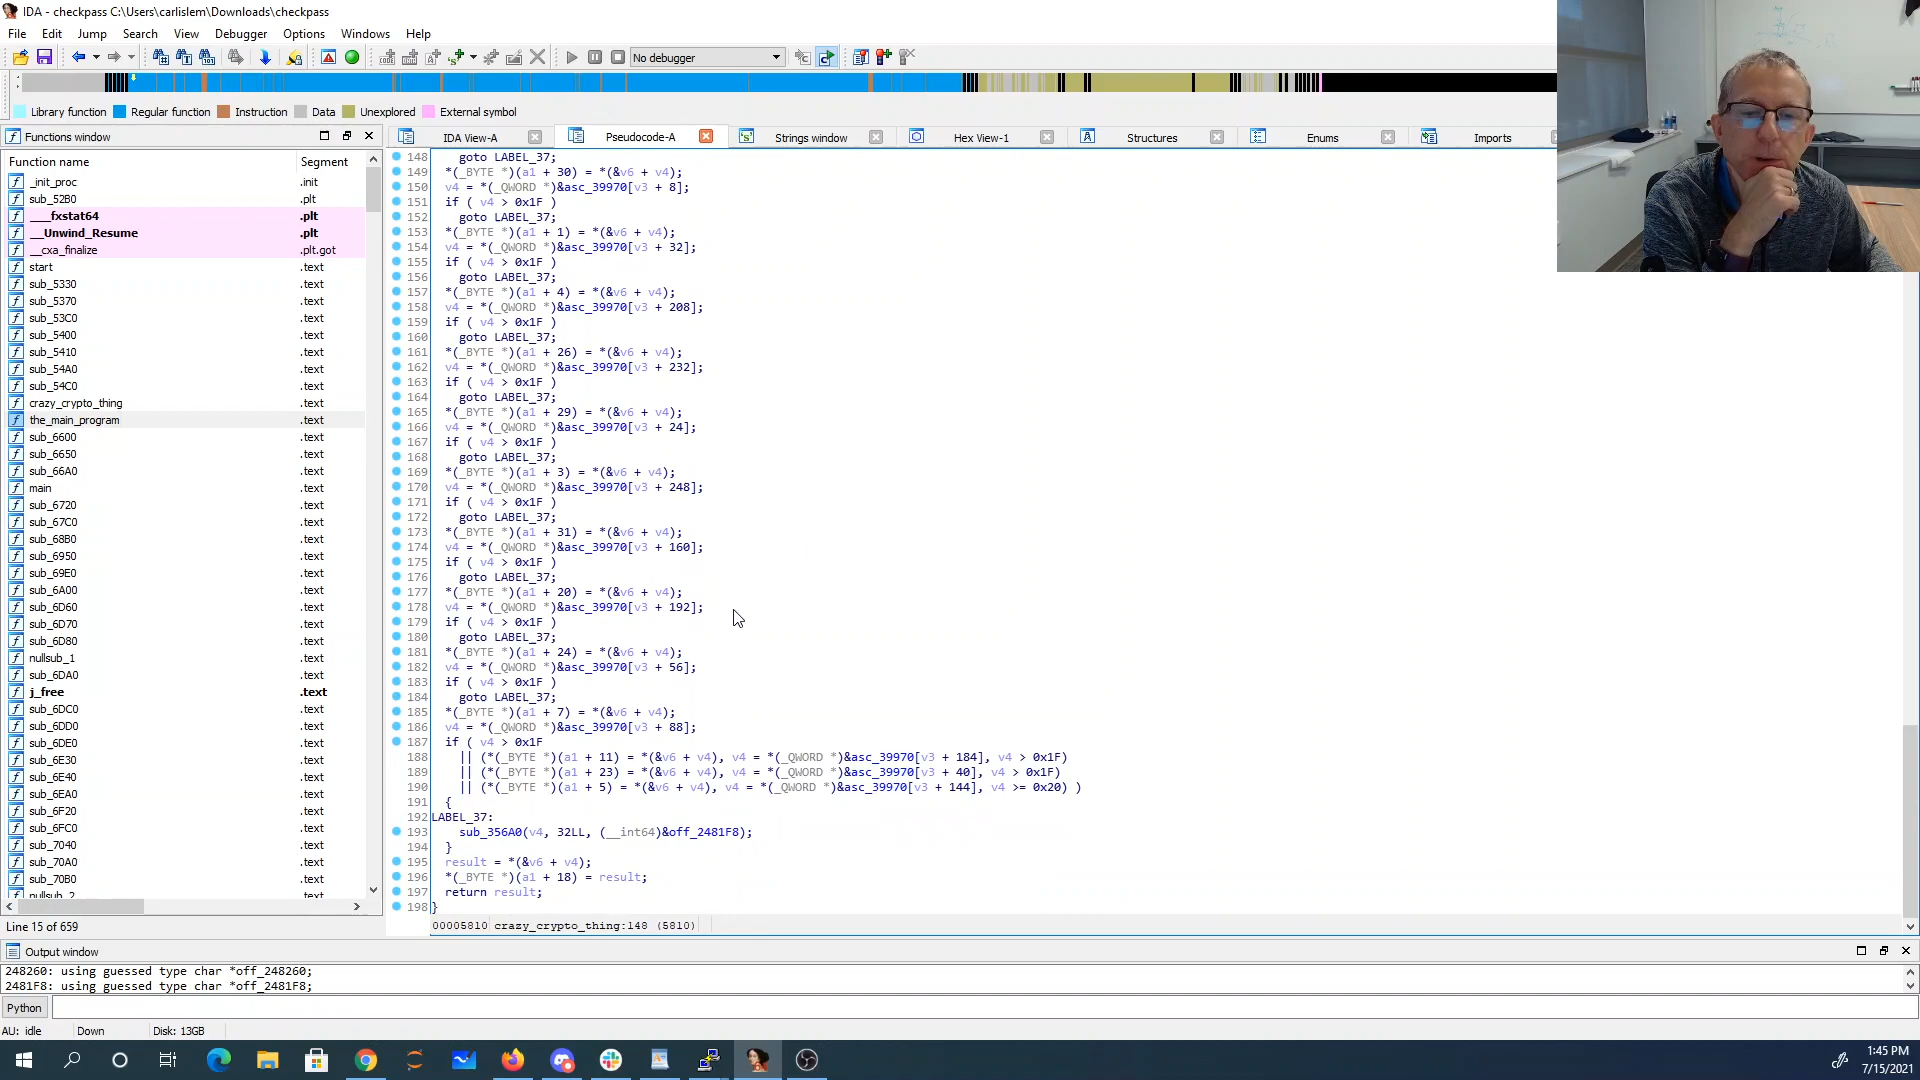 IDA - checkpass C:\Users\carlislem\Downloads\checkpass
File Edit Jump Search View Debugger Options Windows Help
No debugger
Library function Regular function Instruction Data Unexplored External symbol
Functions window
IDA View-A Pseudocode-A Strings window Hex View-1 Structures Enums Imports
Function name Segment
_init_proc .init
sub_52B0 .plt
___fxstat64 .plt
__Unwind_Resume .plt
__cxa_finalize .plt.got
start .text
sub_5330 .text
sub_5370 .text
sub_53C0 .text
sub_5400 .text
sub_5410 .text
sub_54A0 .text
sub_54C0 .text
crazy_crypto_thing .text
the_main_program .text
sub_6600 .text
sub_6650 .text
sub_66A0 .text
main .text
sub_6720 .text
sub_67C0 .text
sub_68B0 .text
sub_6950 .text
sub_69E0 .text
sub_6A00 .text
sub_6D60 .text
sub_6D70 .text
sub_6D80 .text
nullsub_1 .text
sub_6DA0 .text
j_free .text
sub_6DC0 .text
sub_6DD0 .text
sub_6DE0 .text
sub_6E30 .text
sub_6E40 .text
sub_6EA0 .text
sub_6F20 .text
sub_6FC0 .text
sub_7040 .text
sub_70A0 .text
sub_70B0 .text
nullsub_2 .text
Line 15 of 659
148 goto LABEL_37;
149 *(_BYTE *)(a1 + 30) = *(&v6 + v4);
150 v4 = *(_QWORD *)&asc_39970[v3 + 8];
151 if ( v4 > 0x1F )
152 goto LABEL_37;
153 *(_BYTE *)(a1 + 1) = *(&v6 + v4);
154 v4 = *(_QWORD *)&asc_39970[v3 + 32];
155 if ( v4 > 0x1F )
156 goto LABEL_37;
157 *(_BYTE *)(a1 + 4) = *(&v6 + v4);
158 v4 = *(_QWORD *)&asc_39970[v3 + 208];
159 if ( v4 > 0x1F )
160 goto LABEL_37;
161 *(_BYTE *)(a1 + 26) = *(&v6 + v4);
162 v4 = *(_QWORD *)&asc_39970[v3 + 232];
163 if ( v4 > 0x1F )
164 goto LABEL_37;
165 *(_BYTE *)(a1 + 29) = *(&v6 + v4);
166 v4 = *(_QWORD *)&asc_39970[v3 + 24];
167 if ( v4 > 0x1F )
168 goto LABEL_37;
169 *(_BYTE *)(a1 + 3) = *(&v6 + v4);
170 v4 = *(_QWORD *)&asc_39970[v3 + 248];
171 if ( v4 > 0x1F )
172 goto LABEL_37;
173 *(_BYTE *)(a1 + 31) = *(&v6 + v4);
174 v4 = *(_QWORD *)&asc_39970[v3 + 160];
175 if ( v4 > 0x1F )
176 goto LABEL_37;
177 *(_BYTE *)(a1 + 20) = *(&v6 + v4);
178 v4 = *(_QWORD *)&asc_39970[v3 + 192];
179 if ( v4 > 0x1F )
180 goto LABEL_37;
181 *(_BYTE *)(a1 + 24) = *(&v6 + v4);
182 v4 = *(_QWORD *)&asc_39970[v3 + 56];
183 if ( v4 > 0x1F )
184 goto LABEL_37;
185 *(_BYTE *)(a1 + 7) = *(&v6 + v4);
186 v4 = *(_QWORD *)&asc_39970[v3 + 88];
187 if ( v4 > 0x1F
188 || (*(_BYTE *)(a1 + 11) = *(&v6 + v4), v4 = *(_QWORD *)&asc_39970[v3 + 184], v4 > 0x1F)
189 || (*(_BYTE *)(a1 + 23) = *(&v6 + v4), v4 = *(_QWORD *)&asc_39970[v3 + 40], v4 > 0x1F)
190 || (*(_BYTE *)(a1 + 5) = *(&v6 + v4), v4 = *(_QWORD *)&asc_39970[v3 + 144], v4 >= 0x20) )
191 {
192 LABEL_37:
193 sub_356A0(v4, 32LL, (__int64)&off_2481F8);
194 }
195 result = *(&v6 + v4);
196 *(_BYTE *)(a1 + 18) = result;
197 return result;
198 }
00005810 crazy_crypto_thing:148 (5810)
Output window
248260: using guessed type char *off_248260;
2481F8: using guessed type char *off_2481F8;
Python
AU: idle Down Disk: 13GB
1:45 PM
7/15/2021